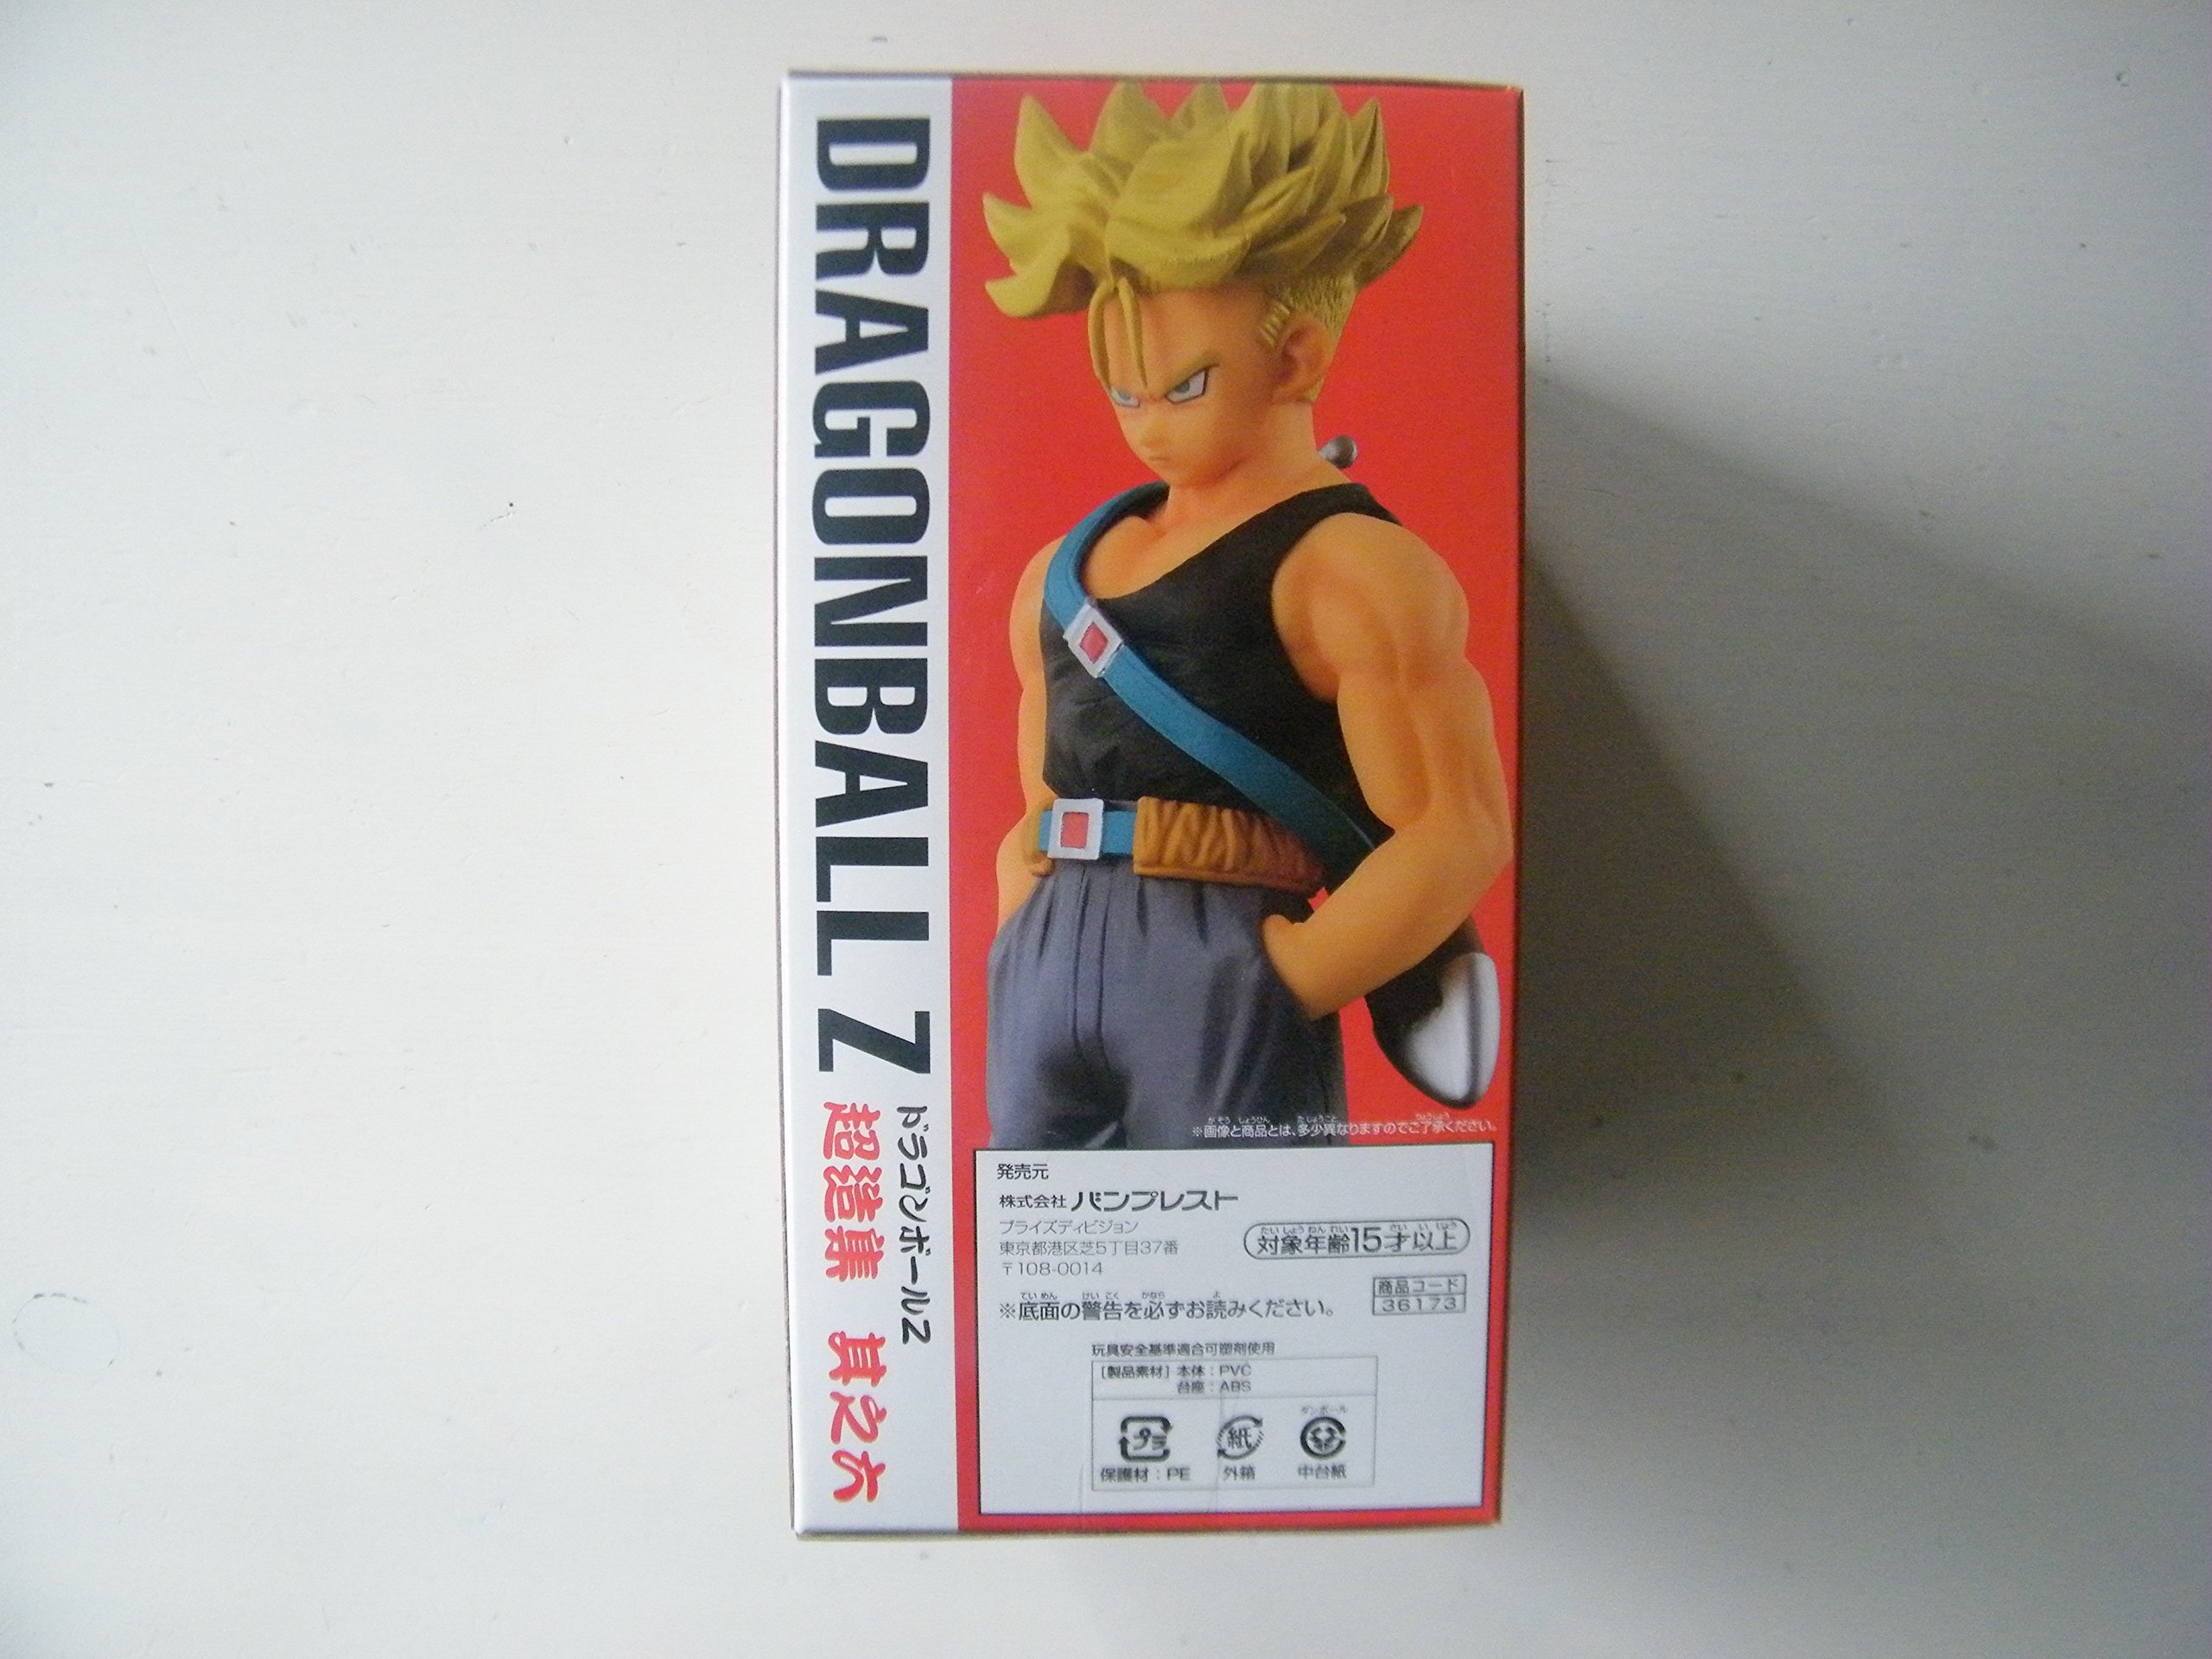 DRAGONBALL Z
ドラゴンボールZ
超造集 其之六
※画像と商品とは、多少異なりますのでご了承ください。
発売元
株式会社 バンプレスト
プライズディビジョン
東京都港区芝5丁目37番
〒108-0014
対象年齢15才以上
商品コード
36173
※底面の警告を必ずお読みください。
玩具安全基準適合可塑剤使用
[製品素材] 本体:PVC
台座:ABS
プラ
紙
ダンボール
保護材:PE
外箱
中台紙